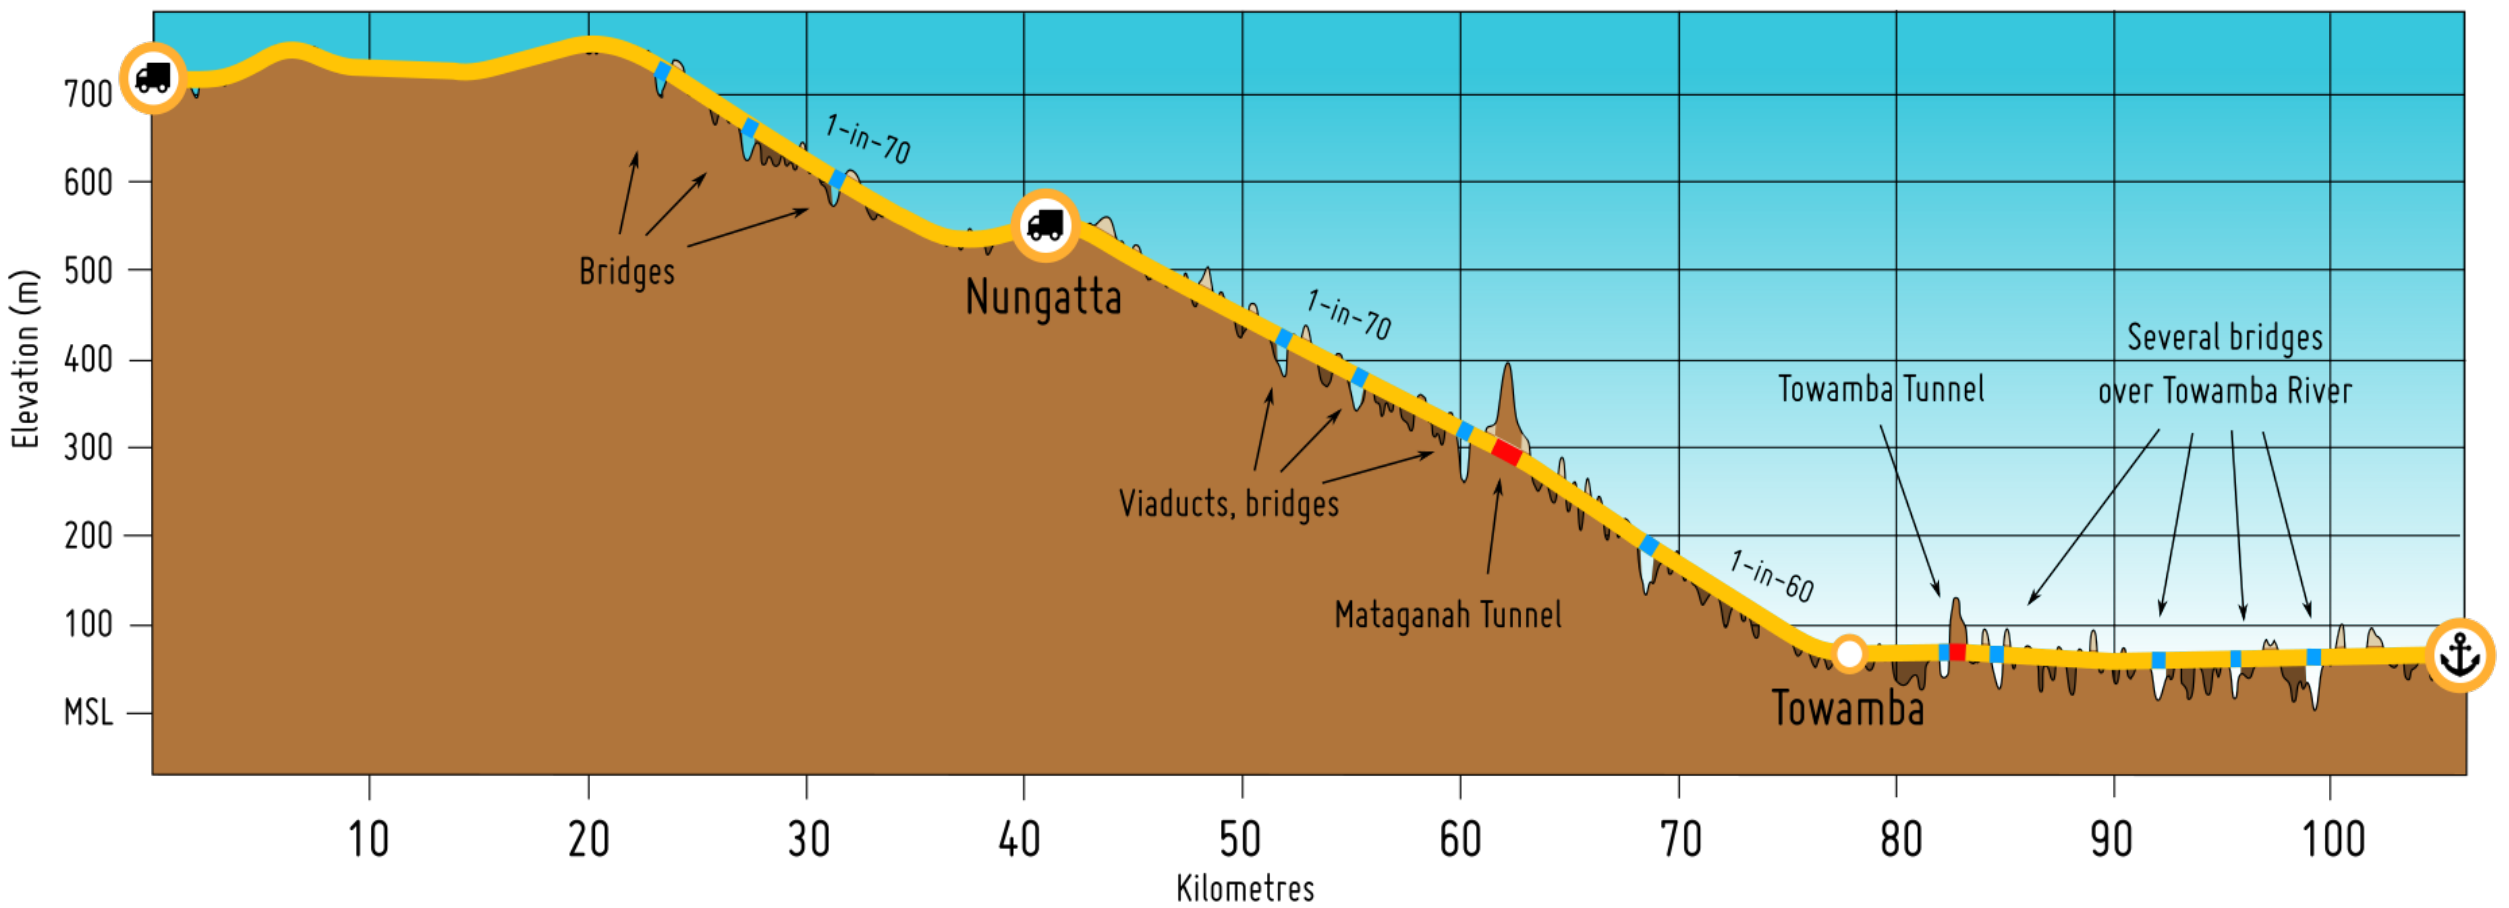 700
600
500
400
300
200
100
MSL
Elevation (m)
1-in-70
Bridges
Nungatta
1-in-70
Viaducts, bridges
Mataganah Tunnel
1-in-60
Towamba Tunnel
Several bridges
over Towamba River
Towamba
10
20
30
40
50
60
70
80
90
100
Kilometres